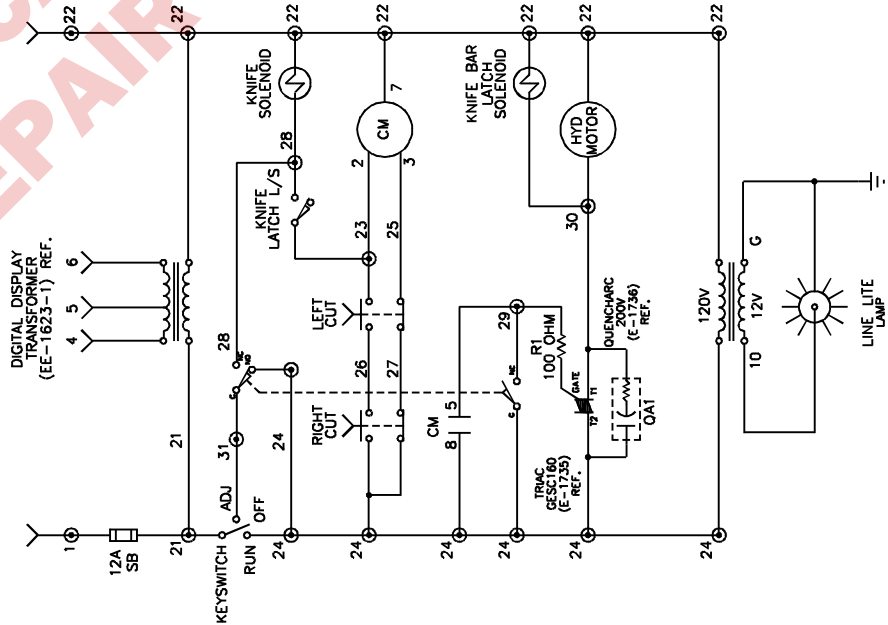 EPAIR
DIGITAL DISPLAY
TRANSFORMER
(EE-1623-1) REF.
4
5
6
1
22
12A
SB
21
21
22
KEYSWITCH
ADJ
OFF
RUN
31
C
NC
NO
28
24
24
KNIFE
LATCH L/S
28
KNIFE
SOLENOID
22
RIGHT
CUT
LEFT
CUT
24
26
27
23
25
2
3
CM
7
22
CM
8
5
24
C
NC
29
R1
100 OHM
KNIFE BAR
LATCH
SOLENOID
22
TRIAC
GESC160
(E-1735)
REF.
24
T2
T1
GATE
QUENCHARC
200V
(E-1736)
REF.
QA1
30
HYD
MOTOR
22
24
120V
22
10
12V
G
LINE LITE
LAMP